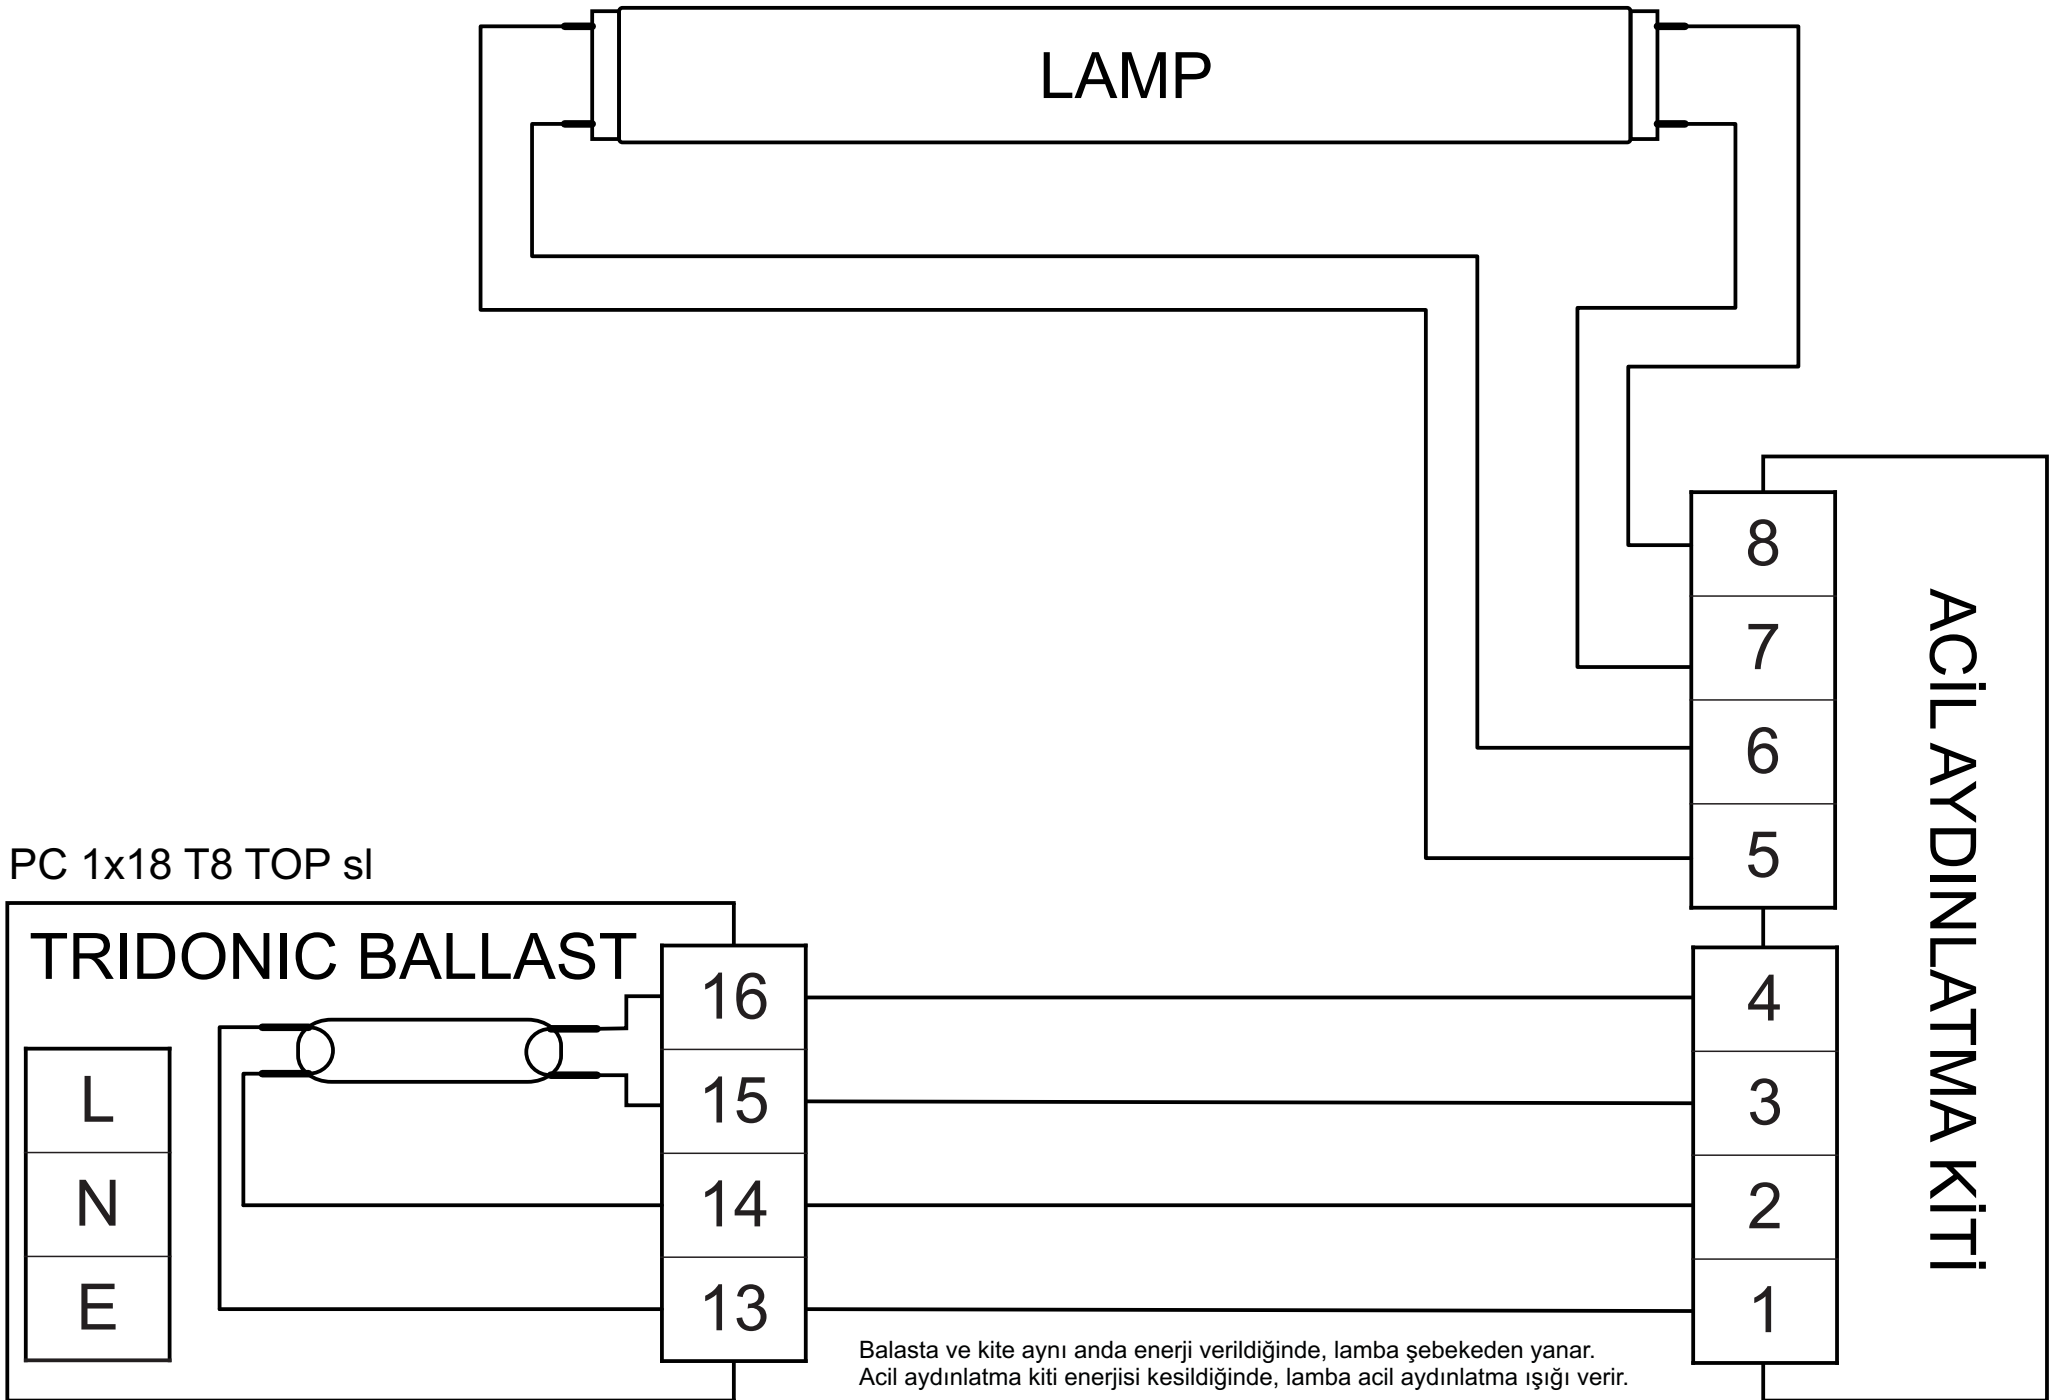 LAMP
8
7
6
5
ACİL AYDINLATMA KİTİ
PC 1x18 T8 TOP sl
TRIDONIC BALLAST
L
N
E
16
15
14
13
4
3
2
1
Balasta ve kite aynı anda enerji verildiğinde, lamba şebekeden yanar.
Acil aydınlatma kiti enerjisi kesildiğinde, lamba acil aydınlatma ışığı verir.